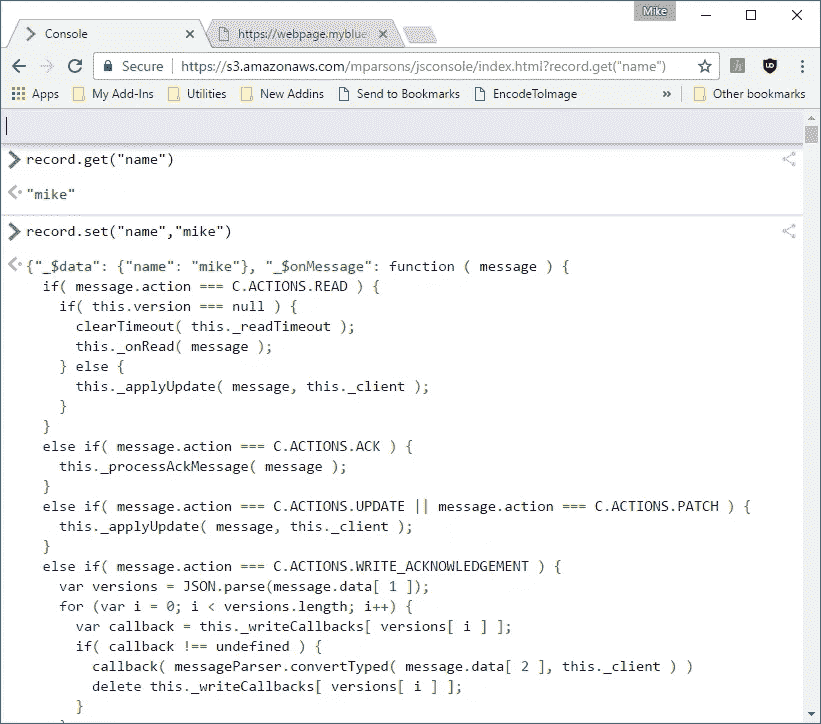 Mike
Console
https://webpage.myblue
Secure
https://s3.amazonaws.com/mparsons/jsconsole/index.html?record.get("name")
Apps
My Add-Ins
Utilities
New Addins
Send to Bookmarks
EncodeToImage
»
Other bookmarks
record.get("name")
"mike"
record.set("name","mike")
{"_$data": {"name": "mike"}, "_$onMessage": function ( message ) {
if( message.action === C.ACTIONS.READ ) {
if( this.version === null ) {
clearTimeout( this._readTimeout );
this._onRead( message );
} else {
this._applyUpdate( message, this._client );
}
}
else if( message.action === C.ACTIONS.ACK ) {
this._processAckMessage( message );
}
else if( message.action === C.ACTIONS.UPDATE || message.action === C.ACTIONS.PATCH ) {
this._applyUpdate( message, this._client );
}
else if( message.action === C.ACTIONS.WRITE_ACKNOWLEDGEMENT ) {
var versions = JSON.parse(message.data[ 1 ]);
for (var i = 0; i < versions.length; i++) {
var callback = this._writeCallbacks[ versions[ i ] ];
if( callback !== undefined ) {
callback( messageParser.convertTyped( message.data[ 2 ], this._client ) )
delete this._writeCallbacks[ versions[ i ] ];
}